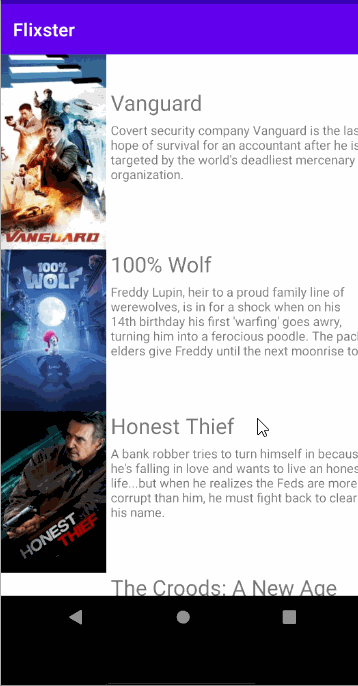 Flixster
Vanguard
Covert security company Vanguard is the las
hope of survival for an accountant after he is
targeted by the world's deadliest mercenary
organization.
VANGUARD
100% Wolf
Freddy Lupin, heir to a proud family line of
werewolves, is in for a shock when on his
14th birthday his first 'warfing' goes awry,
turning him into a ferocious poodle. The pac
elders give Freddy until the next moonrise to
100%
WOLF
Honest Thief
A bank robber tries to turn himself in becaus
he's falling in love and wants to live an hones
life...but when he realizes the Feds are more
corrupt than him, he must fight back to clear
his name.
HONEST
THIEF
The Croods: A New Age